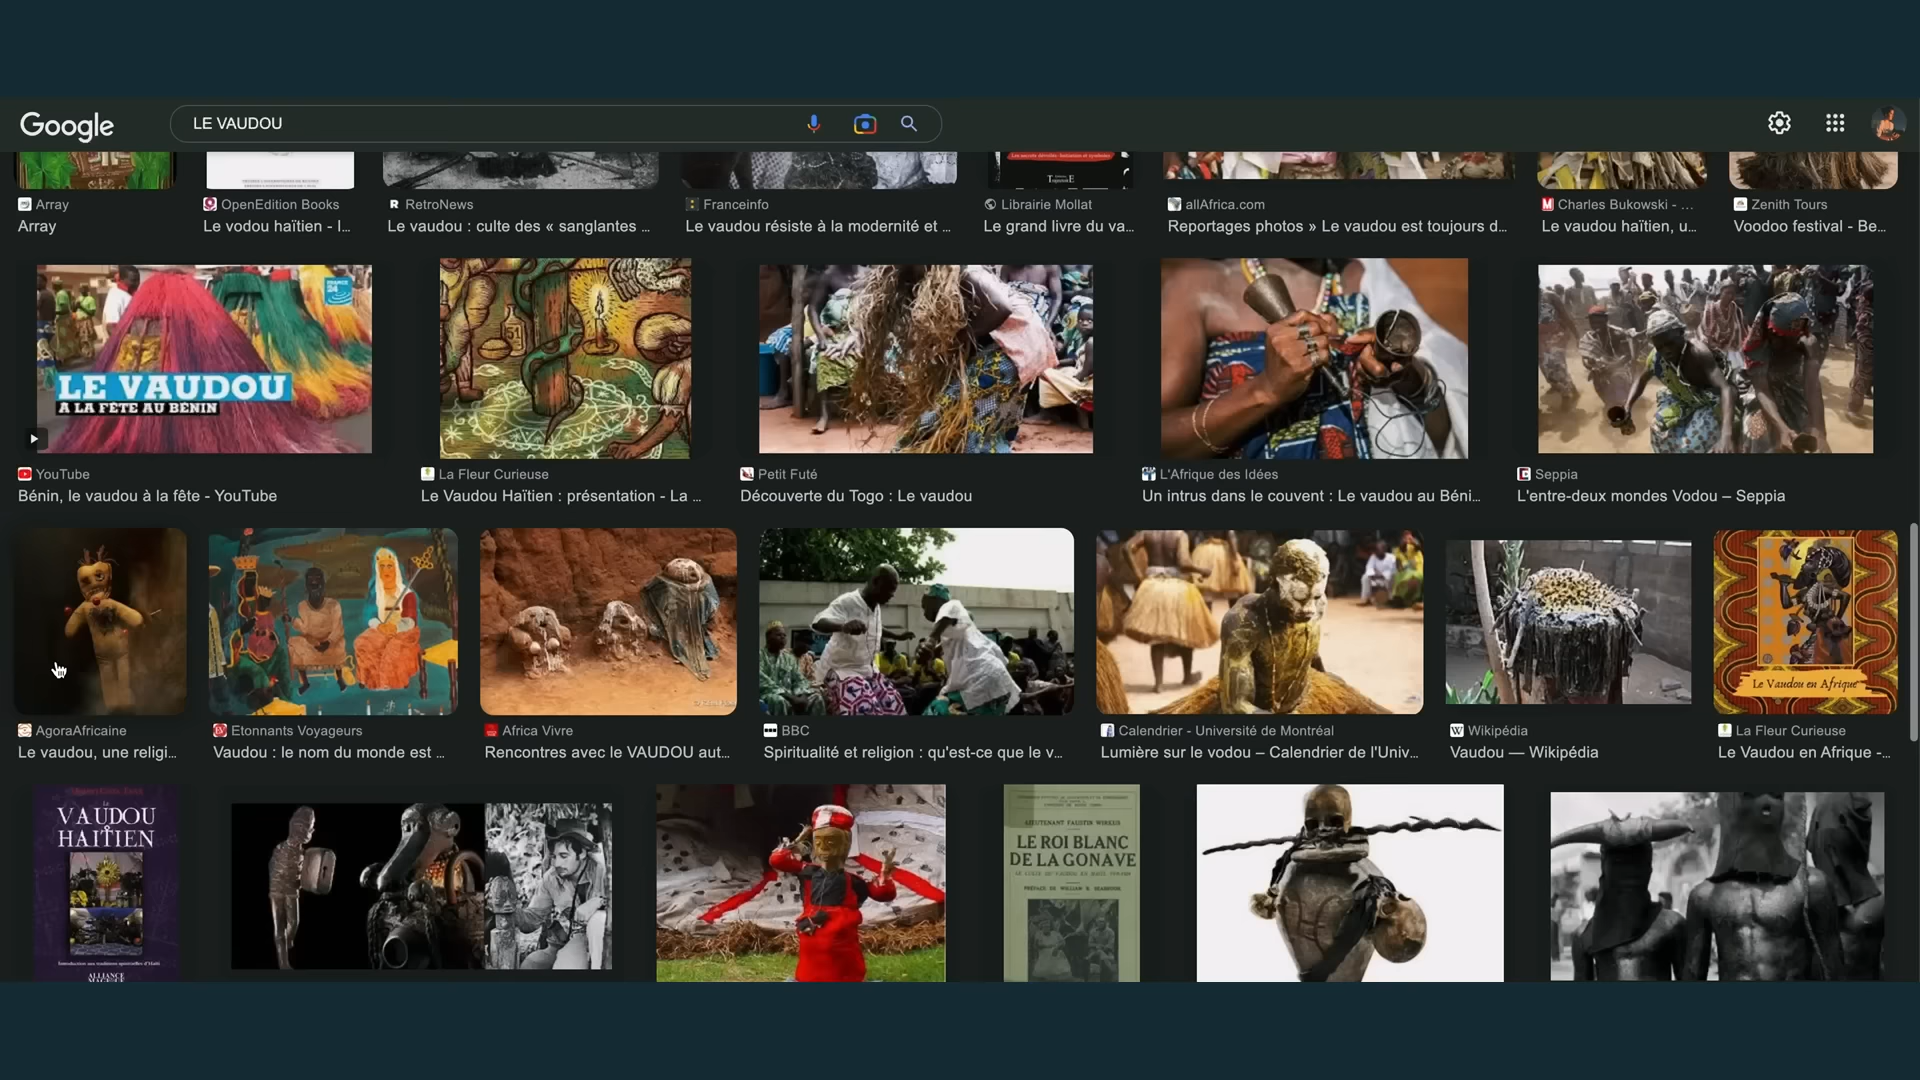 Google
LE VAUDOU
TapuscritE
Array
Array
OpenEdition Books
Le vodou haïtien - I...
RetroNews
Le vaudou : culte des « sanglantes ...
Franceinfo
Le vaudou résiste à la modernité et ...
Librairie Mollat
Le grand livre du va...
allAfrica.com
Reportages photos » Le vaudou est toujours d...
Charles Bukowski - ...
Le vaudou haïtien, u...
Zenith Tours
Voodoo festival - Be...
FRANCE
24
LE VAUDOU
À LA FÊTE AU BÉNIN
YouTube
Bénin, le vaudou à la fête - YouTube
La Fleur Curieuse
Le Vaudou Haïtien : présentation - La ...
Petit Futé
Découverte du Togo : Le vaudou
L'Afrique des Idées
Un intrus dans le couvent : Le vaudou au Béni...
Seppia
L'entre-deux mondes Vodou – Seppia
Le Vaudou en Afrique
AgoraAfricaine
Le vaudou, une religi...
Etonnants Voyageurs
Vaudou : le nom du monde est ...
Africa Vivre
Rencontres avec le VAUDOU aut...
BBC
Spiritualité et religion : qu'est-ce que le v...
Calendrier - Université de Montréal
Lumière sur le vodou – Calendrier de l'Univ...
Wikipédia
Vaudou — Wikipédia
La Fleur Curieuse
Le Vaudou en Afrique -...
VAUDOU
HAITIEN
LIEUTENANT FAUSTIN WIRKUS
LE ROI BLANC
DE LA GONAVE